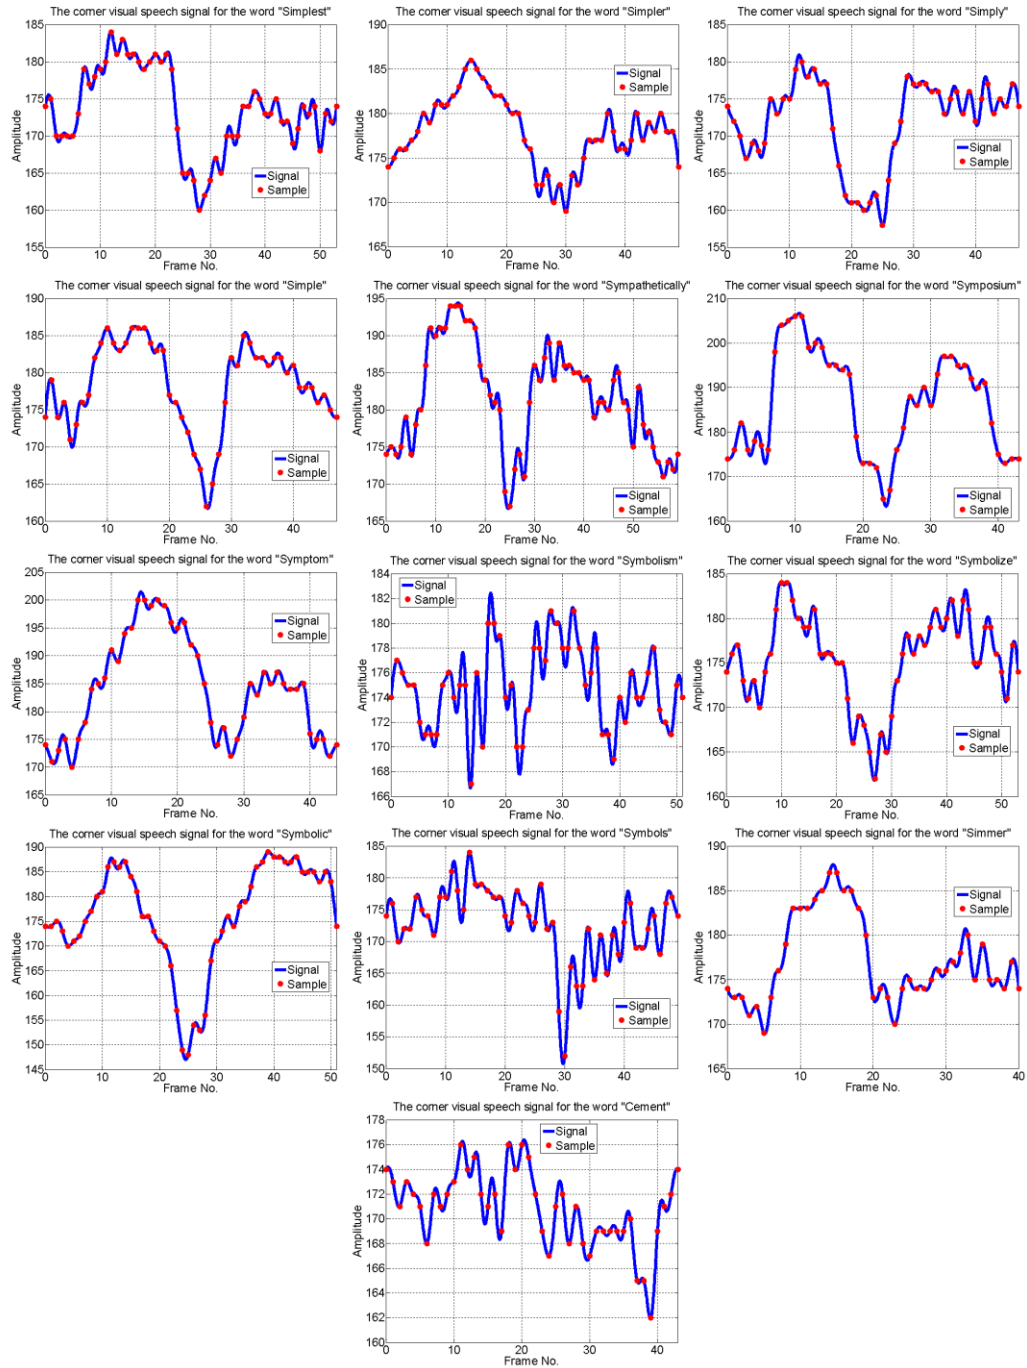 The corner visual speech signal for the word "Simplest"
190
185
180
175
170
165
160
155
Amplitude
Signal
Sample
0 10 20 30 40 50
Frame No.
The corner visual speech signal for the word "Simpler"
190
185
180
175
170
165
Amplitude
Signal
Sample
0 10 20 30 40
Frame No.
The corner visual speech signal for the word "Simply"
185
180
175
170
165
160
155
Amplitude
Signal
Sample
0 10 20 30 40
Frame No.
The corner visual speech signal for the word "Simple"
190
185
180
175
170
165
160
Amplitude
Signal
Sample
0 10 20 30 40
Frame No.
The corner visual speech signal for the word "Sympathetically"
195
190
185
180
175
170
165
Amplitude
Signal
Sample
0 10 20 30 40 50
Frame No.
The corner visual speech signal for the word "Symposium"
210
200
190
180
170
160
Amplitude
Signal
Sample
0 10 20 30 40
Frame No.
The corner visual speech signal for the word "Symptom"
205
200
195
190
185
180
175
170
165
Amplitude
Signal
Sample
0 10 20 30 40
Frame No.
The corner visual speech signal for the word "Symbolism"
184
182
180
178
176
174
172
170
168
166
Amplitude
Signal
Sample
0 10 20 30 40 50
Frame No.
The corner visual speech signal for the word "Symbolize"
185
180
175
170
165
160
Amplitude
Signal
Sample
0 10 20 30 40 50
Frame No.
The corner visual speech signal for the word "Symbolic"
190
185
180
175
170
165
160
155
150
145
Amplitude
Signal
Sample
0 10 20 30 40 50
Frame No.
The corner visual speech signal for the word "Symbols"
185
180
175
170
165
160
155
150
Amplitude
Signal
Sample
0 10 20 30 40
Frame No.
The corner visual speech signal for the word "Simmer"
190
185
180
175
170
165
Amplitude
Signal
Sample
0 10 20 30 40
Frame No.
The corner visual speech signal for the word "Cement"
178
176
174
172
170
168
166
164
162
160
Amplitude
Signal
Sample
0 10 20 30 40
Frame No.